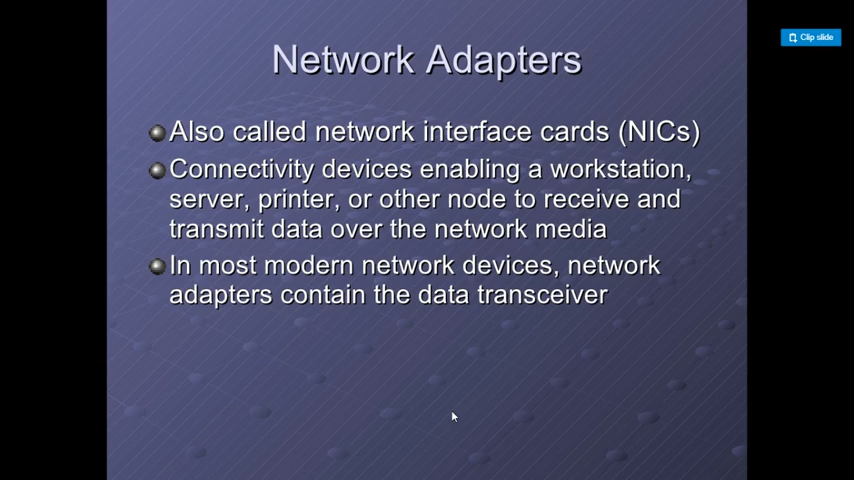 Network Adapters
Clip slide
Also called network interface cards (NICs)
Connectivity devices enabling a workstation,
server, printer, or other node to receive and
transmit data over the network media
In most modern network devices, network
adapters contain the data transceiver